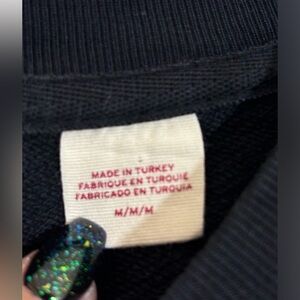 MADE IN TURKEY
FABRIQUE EN TURQUIE
FABRICADO EN TURQUIA
M/M/M